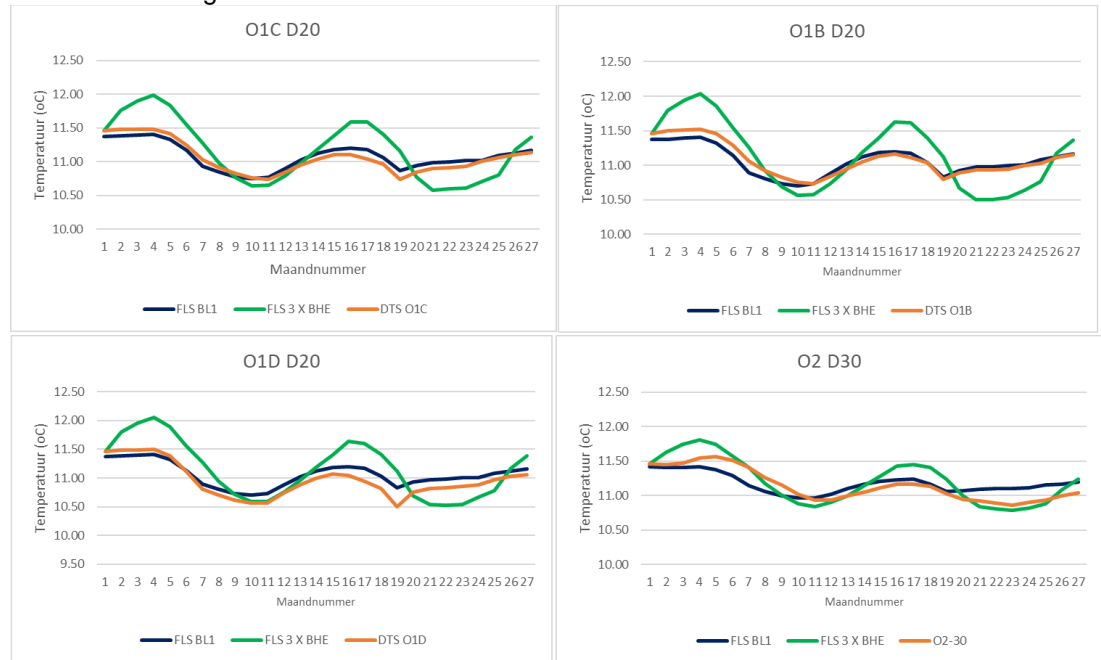 O1C D20
12.50
12.00
11.50
11.00
10.50
10.00
Temperatuur (oC)
1 2 3 4 5 6 7 8 9 10 11 12 13 14 15 16 17 18 19 20 21 22 23 24 25 26 27
Maandnummer
FLS BL1 FLS 3 X BHE DTS O1C
O1B D20
12.50
12.00
11.50
11.00
10.50
10.00
Temperatuur (oC)
1 2 3 4 5 6 7 8 9 10 11 12 13 14 15 16 17 18 19 20 21 22 23 24 25 26 27
Maandnummer
FLS BL1 FLS 3 X BHE DTS O1B
O1D D20
12.50
12.00
11.50
11.00
10.50
10.00
9.50
Temperatuur (oC)
1 2 3 4 5 6 7 8 9 10 11 12 13 14 15 16 17 18 19 20 21 22 23 24 25 26 27
Maandnummer
FLS BL1 FLS 3 X BHE DTS O1D
O2 D30
12.50
12.00
11.50
11.00
10.50
10.00
Temperatuur (oC)
1 2 3 4 5 6 7 8 9 10 11 12 13 14 15 16 17 18 19 20 21 22 23 24 25 26 27
Maandnummer
FLS BL1 FLS 3 X BHE O2-30